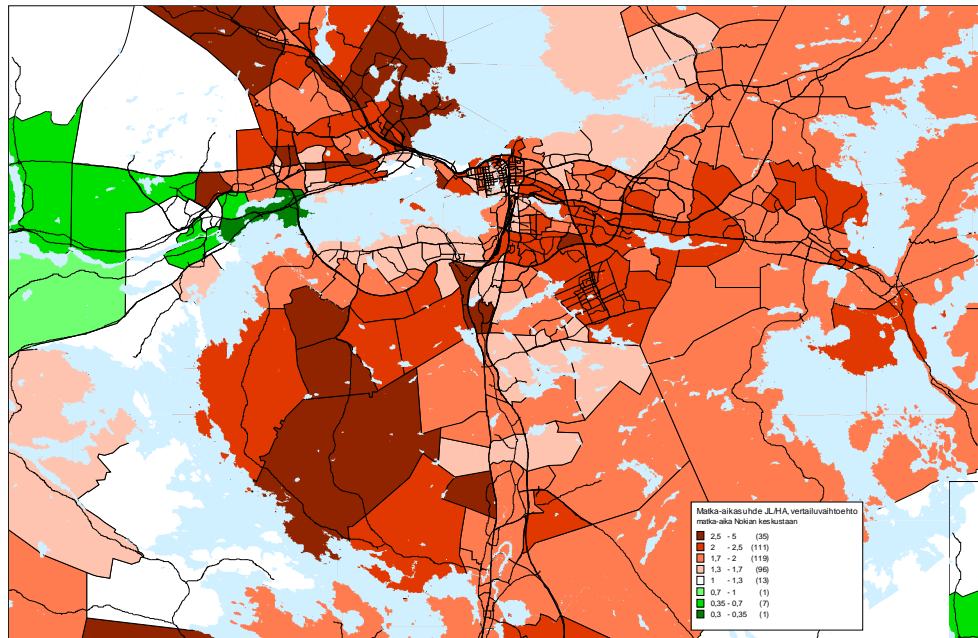 Matka-aikasuhde JL/HA, vertailuvaihtoehto
matka-aika Nokian keskustaan
2,5 - 5 (35)
2 - 2,5 (111)
1,7 - 2 (119)
1,3 - 1,7 (96)
1 - 1,3 (13)
0,7 - 1 (1)
0,35 - 0,7 (7)
0,3 - 0,35 (1)